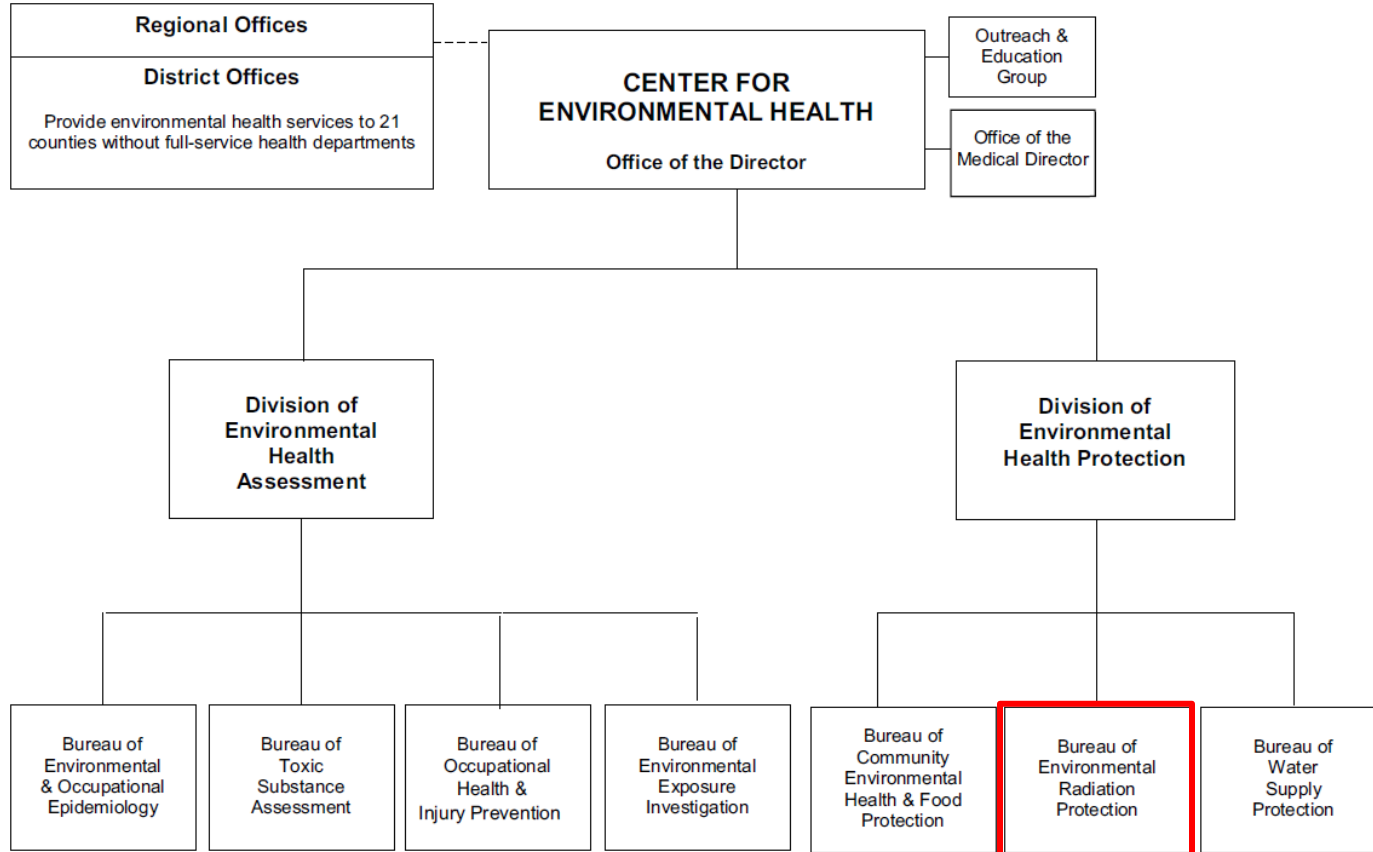 Regional Offices
District Offices
Provide environmental health services to 21
counties without full-service health departments
CENTER FOR
ENVIRONMENTAL HEALTH
Office of the Director
Outreach &
Education
Group
Office of the
Medical Director
Division of
Environmental
Health
Assessment
Division of
Environmental
Health Protection
Bureau of
Environmental
& Occupational
Epidemiology
Bureau of
Toxic
Substance
Assessment
Bureau of
Occupational
Health &
Injury Prevention
Bureau of
Environmental
Exposure
Investigation
Bureau of
Community
Environmental
Health & Food
Protection
Bureau of
Environmental
Radiation
Protection
Bureau of
Water
Supply
Protection